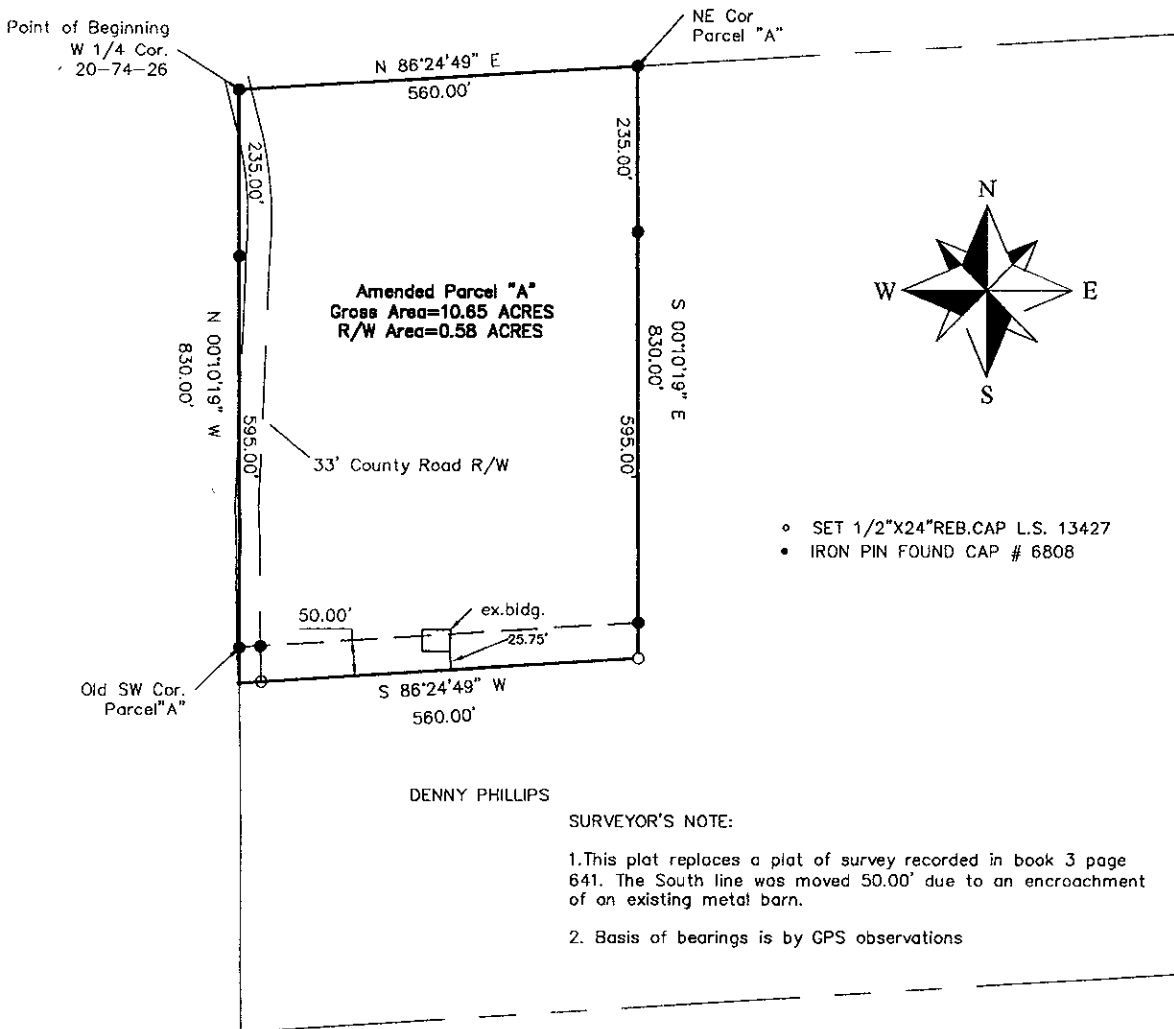 Point of Beginning
W 1/4 Cor.
20-74-26
NE Cor
Parcel "A"
N 86°24'49" E
560.00'
235.00'
235.00'
N
W
E
S
Amended Parcel "A"
Gross Area=10.65 ACRES
R/W Area=0.58 ACRES
N 00°10'19" W
830.00'
S 00°10'19" E
830.00'
595.00'
595.00'
33' County Road R/W
SET 1/2"X24"REB.CAP L.S. 13427
IRON PIN FOUND CAP # 6808
50.00'
ex.bldg.
25.75'
Old SW Cor.
Parcel"A"
S 86°24'49" W
560.00'
DENNY PHILLIPS
SURVEYOR'S NOTE:
1.This plat replaces a plat of survey recorded in book 3 page
641. The South line was moved 50.00' due to an encroachment
of an existing metal barn.
2. Basis of bearings is by GPS observations